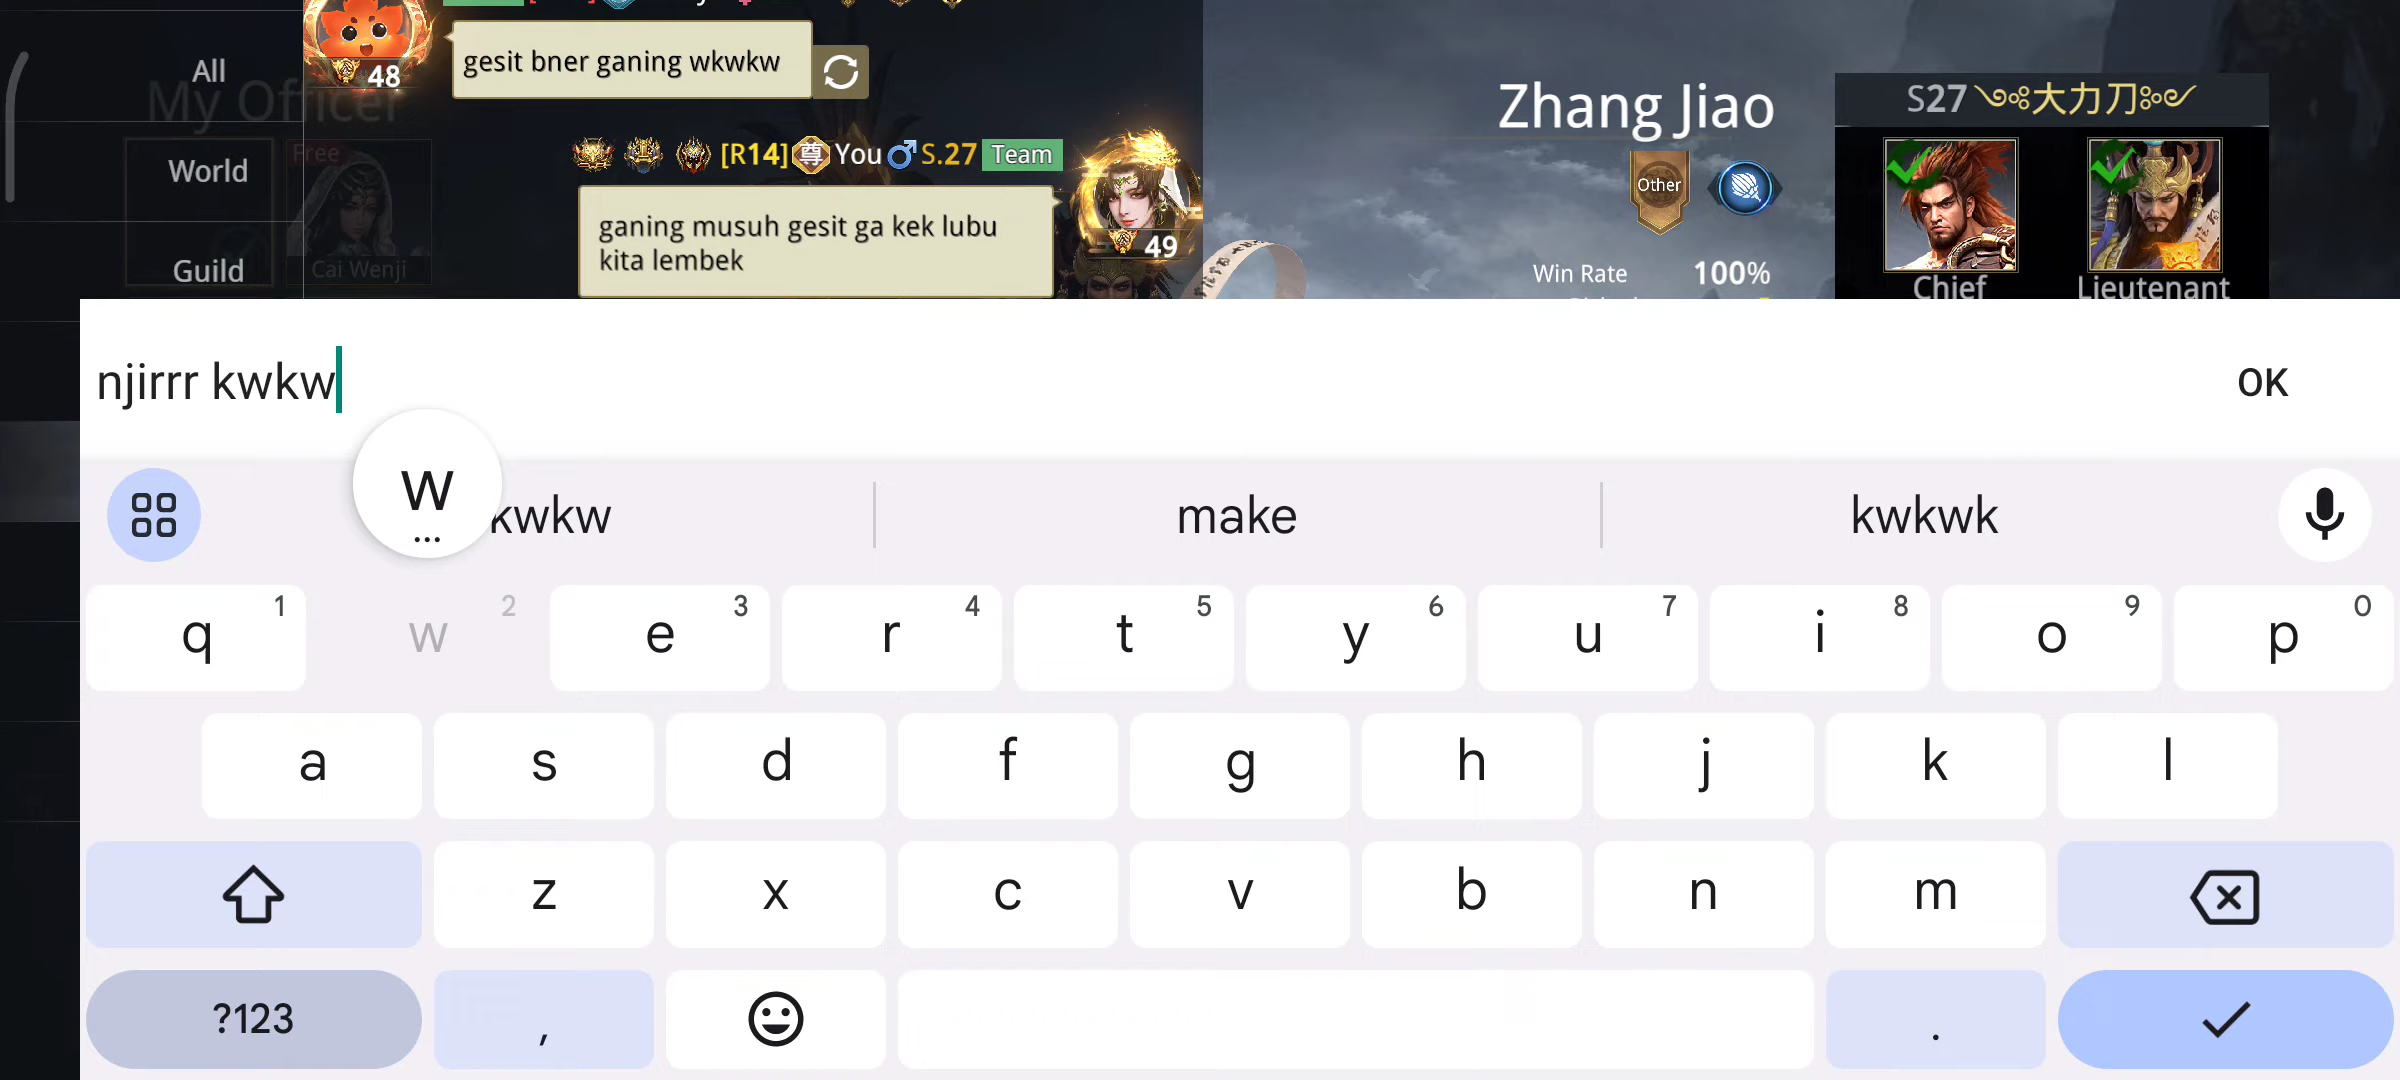 All
World
Guild
My Officer
Free
Cai Wenji
48
gesit bner ganing wkwkw
[R14] 尊 You ♂ S.27 Team
ganing musuh gesit ga kek lubu
kita lembek
49
Zhang Jiao
Other
Win Rate 100%
S27 大力刀
Chief
Lieutenant
njirrr kwkw
OK
w
...
kwkw
make
kwkwk
q 1 w 2 e 3 r 4 t 5 y 6 u 7 i 8 o 9 p 0
a s d f g h j k l
z x c v b n m
?123 , .